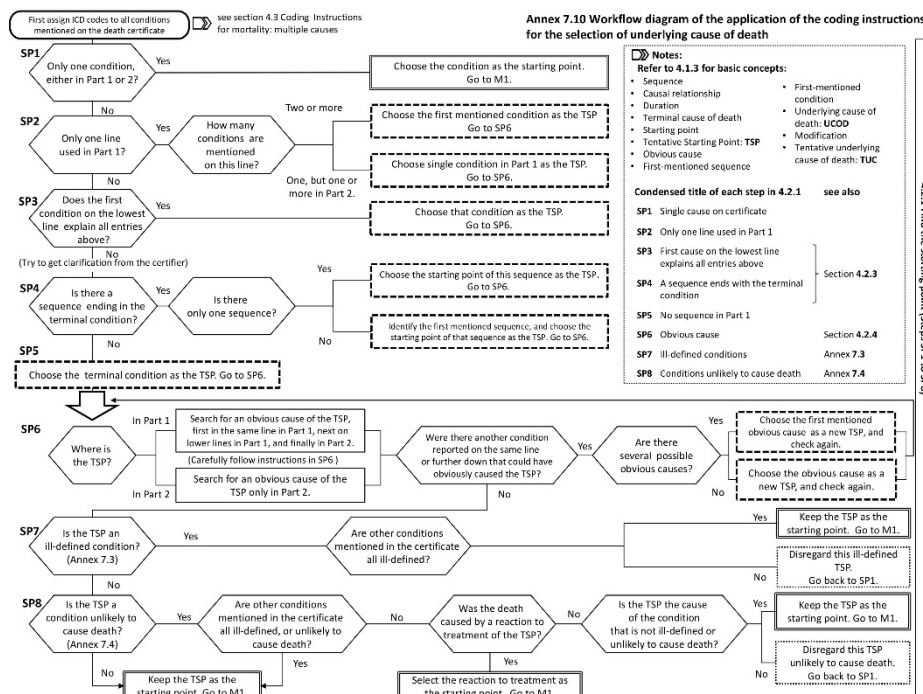 First assign ICD codes to all conditions
mentioned on the death certificate
see section 4.3 Coding Instructions
for mortality: multiple causes
Annex 7.10 Workflow diagram of the application of the coding instructions
for the selection of underlying cause of death
SP1
Only one condition,
either in Part 1 or 2?
Yes
Choose the condition as the starting point.
Go to M1.
No
SP2
Only one line
used in Part 1?
Yes
How many
conditions are
mentioned
on this line?
Two or more
Choose the first mentioned condition as the TSP
Go to SP6
Choose single condition in Part 1 as the TSP.
Go to SP6.
One, but one or
more in Part 2.
No
SP3
Does the first
condition on the lowest
line explain all entries
above?
Yes
Choose that condition as the TSP.
Go to SP6.
No
(Try to get clarification from the certifier)
SP4
Is there a
sequence ending in the
terminal condition?
Yes
Is there
only one sequence?
Yes
Choose the starting point of this sequence as the TSP.
Go to SP6.
Identify the first mentioned sequence, and choose the
starting point of that sequence as the TSP. Go to SP6.
No
No
SP5
Choose the terminal condition as the TSP. Go to SP6.
Notes:
Refer to 4.1.3 for basic concepts:
• Sequence
• Causal relationship
• Duration
• Terminal cause of death
• Starting point
• Tentative Starting Point: TSP
• Obvious cause
• First-mentioned sequence
• First-mentioned
condition
• Underlying cause of
death: UCOD
• Modification
• Tentative underlying
cause of death: TUC
Condensed title of each step in 4.2.1 see also
SP1 Single cause on certificate
SP2 Only one line used in Part 1
SP3 First cause on the lowest line
explains all entries above
Section 4.2.3
SP4 A sequence ends with the terminal
condition
SP5 No sequence in Part 1
SP6 Obvious cause Section 4.2.4
SP7 Ill-defined conditions Annex 7.3
SP8 Conditions unlikely to cause death Annex 7.4
SP6
Where is
the TSP?
In Part 1
Search for an obvious cause of the TSP,
first in the same line in Part 1, next on
lower lines in Part 1, and finally in Part 2.
(Carefully follow instructions in SP6 )
Search for an obvious cause of the
TSP only in Part 2.
In Part 2
Were there another condition
reported on the same line
or further down that could have
obviously caused the TSP?
Yes
Are there
several possible
obvious causes?
Yes
Choose the first mentioned
obvious cause as a new TSP, and
check again.
Choose the obvious cause as a
new TSP, and check again.
No
No
SP7
Is the TSP an
ill-defined condition?
(Annex 7.3)
Yes
Are other conditions
mentioned in the certificate
all ill-defined?
Yes
Keep the TSP as the
starting point. Go to M1.
Disregard this ill-defined
TSP.
Go back to SP1.
No
No
SP8
Is the TSP a
condition unlikely to
cause death?
(Annex 7.4)
Yes
Are other conditions
mentioned in the certificate
all ill-defined, or unlikely to
cause death?
No
Was the death
caused by a reaction to
treatment of the TSP?
No
Is the TSP the cause
of the condition
that is not ill-defined or
unlikely to cause death?
Yes
Keep the TSP as the
starting point. Go to M1.
Disregard this TSP
unlikely to cause death.
Go back to SP1.
No
No
Yes
Yes
Keep the TSP as the
starting point. Go to M1.
Select the reaction to treatment as
the starting point. Go to M1.